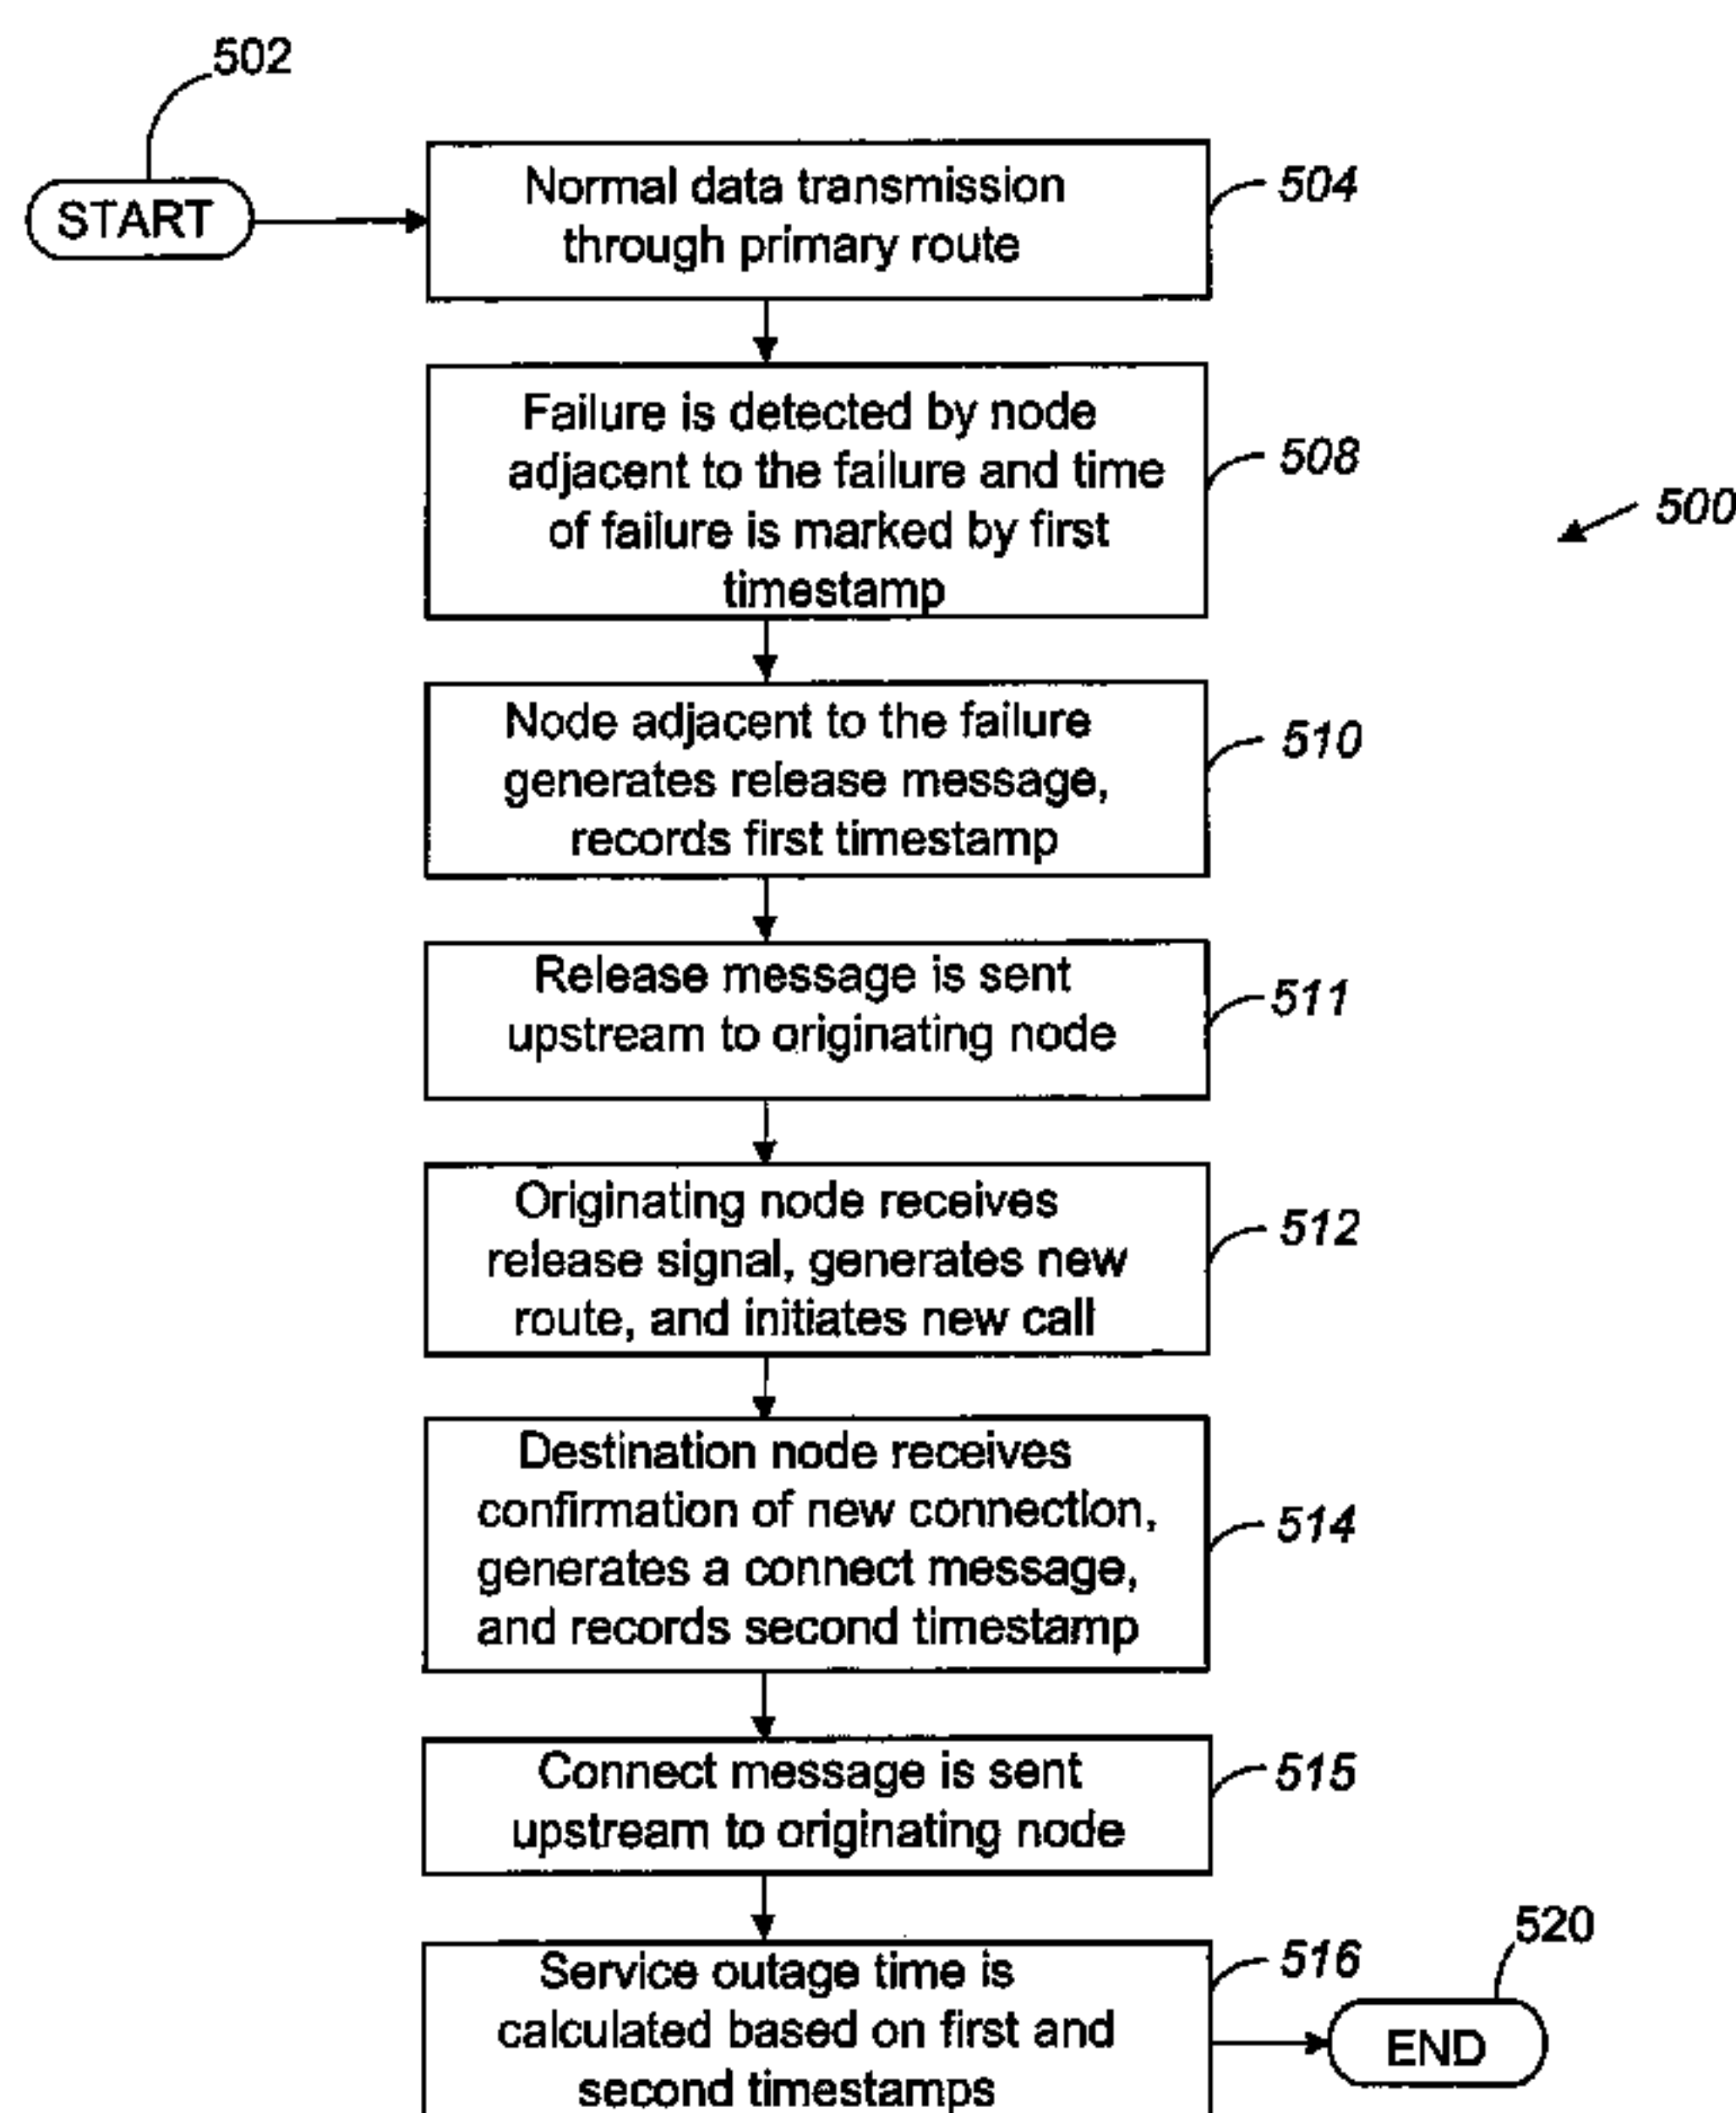 502
START
Normal data transmission
through primary route
504
Failure is detected by node
adjacent to the failure and time
of failure is marked by first
timestamp
508
500
Node adjacent to the failure
generates release message,
records first timestamp
510
Release message is sent
upstream to originating node
511
Originating node receives
release signal, generates new
route, and initiates new call
512
Destination node receives
confirmation of new connection,
generates a connect message,
and records second timestamp
514
Connect message is sent
upstream to originating node
515
Service outage time is
calculated based on first and
second timestamps
516
520
END